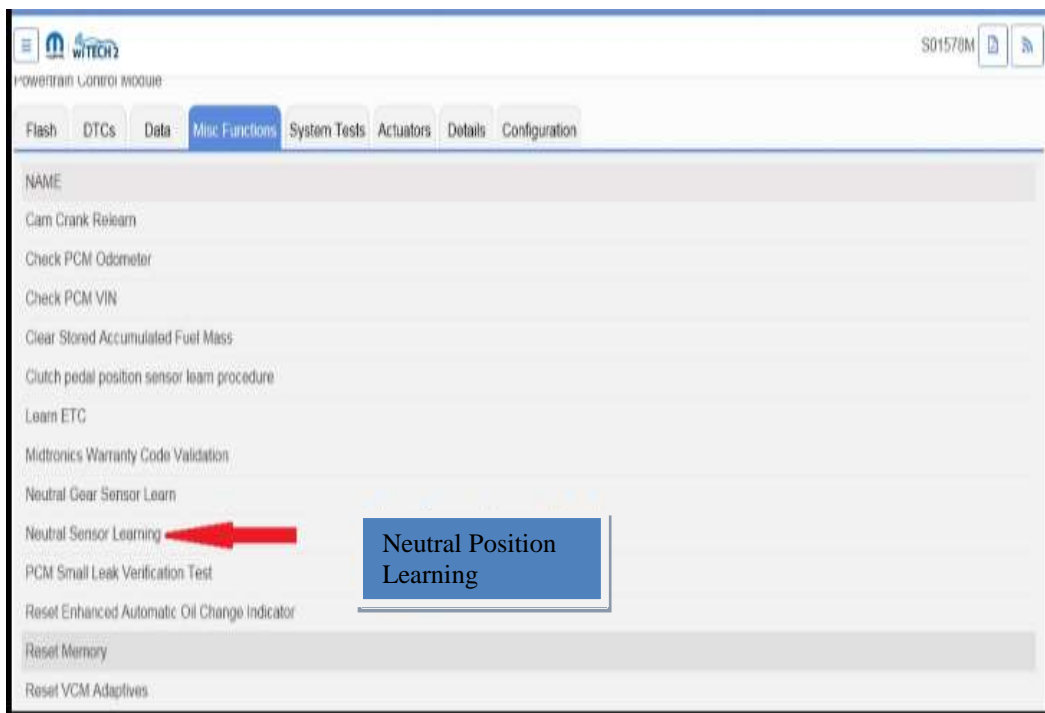 wiTECH2
S01578M
Powertrain Control Module
Flash DTCs Data Misc Functions System Tests Actuators Details Configuration
NAME
Cam Crank Relearn
Check PCM Odometer
Check PCM VIN
Clear Stored Accumulated Fuel Mass
Clutch pedal position sensor learn procedure
Learn ETC
Midtronics Warranty Code Validation
Neutral Gear Sensor Learn
Neutral Sensor Learning
Neutral Position
Learning
PCM Small Leak Verification Test
Reset Enhanced Automatic Oil Change Indicator
Reset Memory
Reset VCM Adaptives